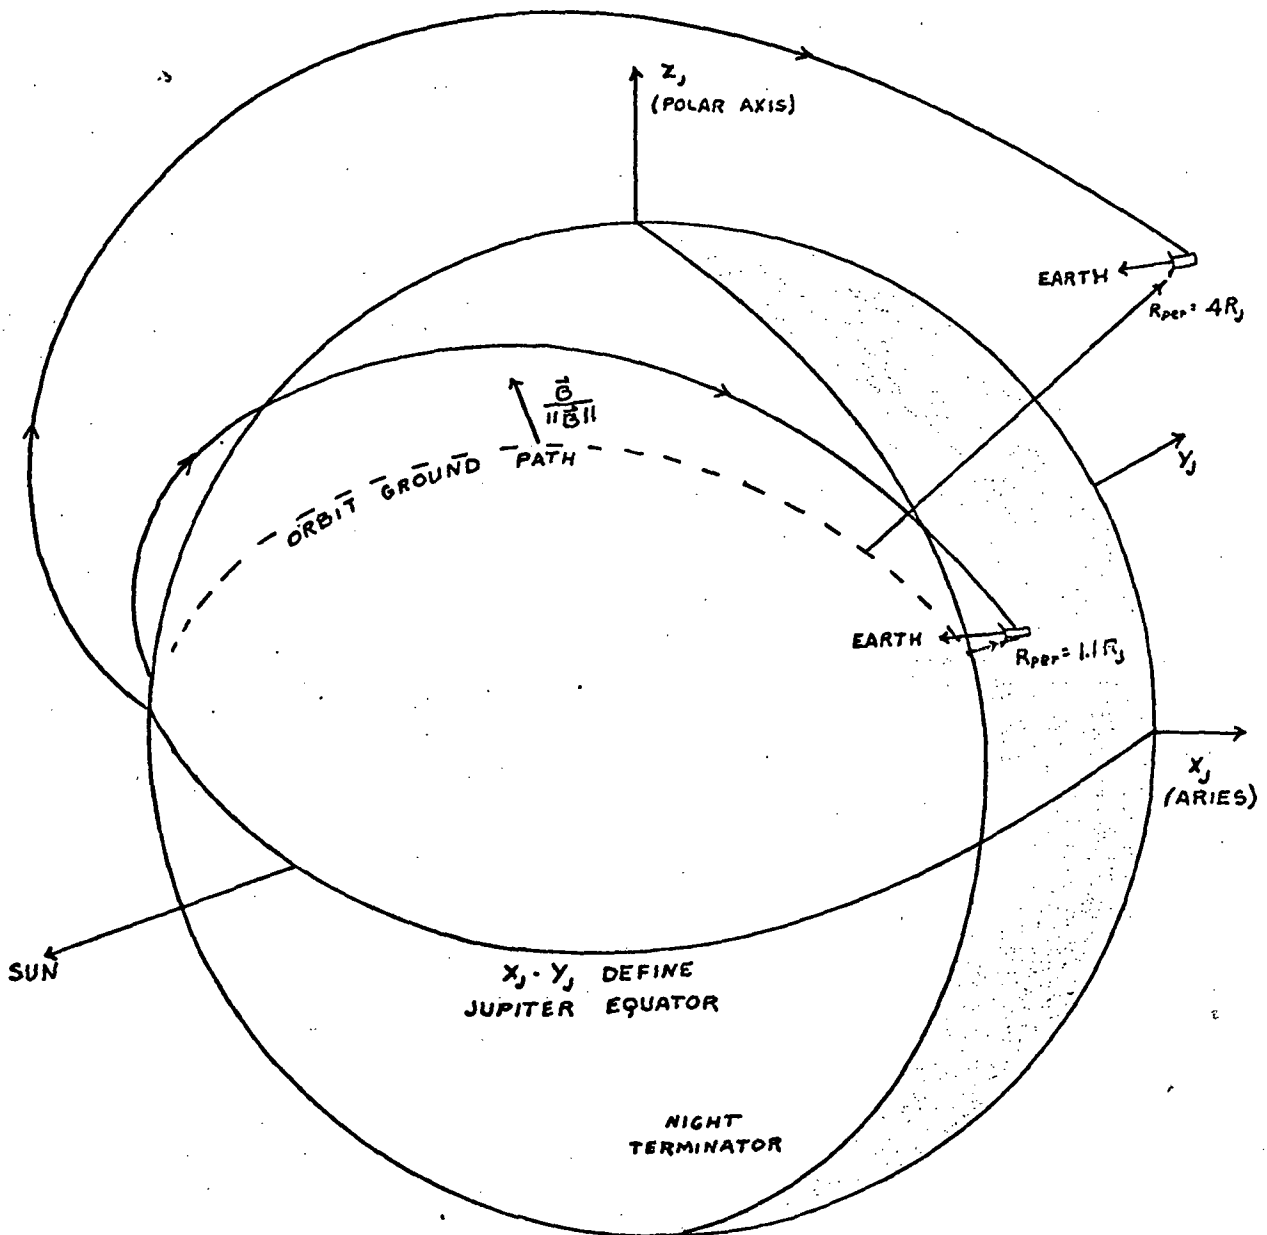 Z_J
(POLAR AXIS)
EARTH
R_PER = 4R_J
B⃗
||B⃗||
Y_J
ORBIT GROUND PATH
EARTH
R_PER = 1.1R_J
X_J
(ARIES)
SUN
X_J - Y_J DEFINE
JUPITER EQUATOR
NIGHT
TERMINATOR